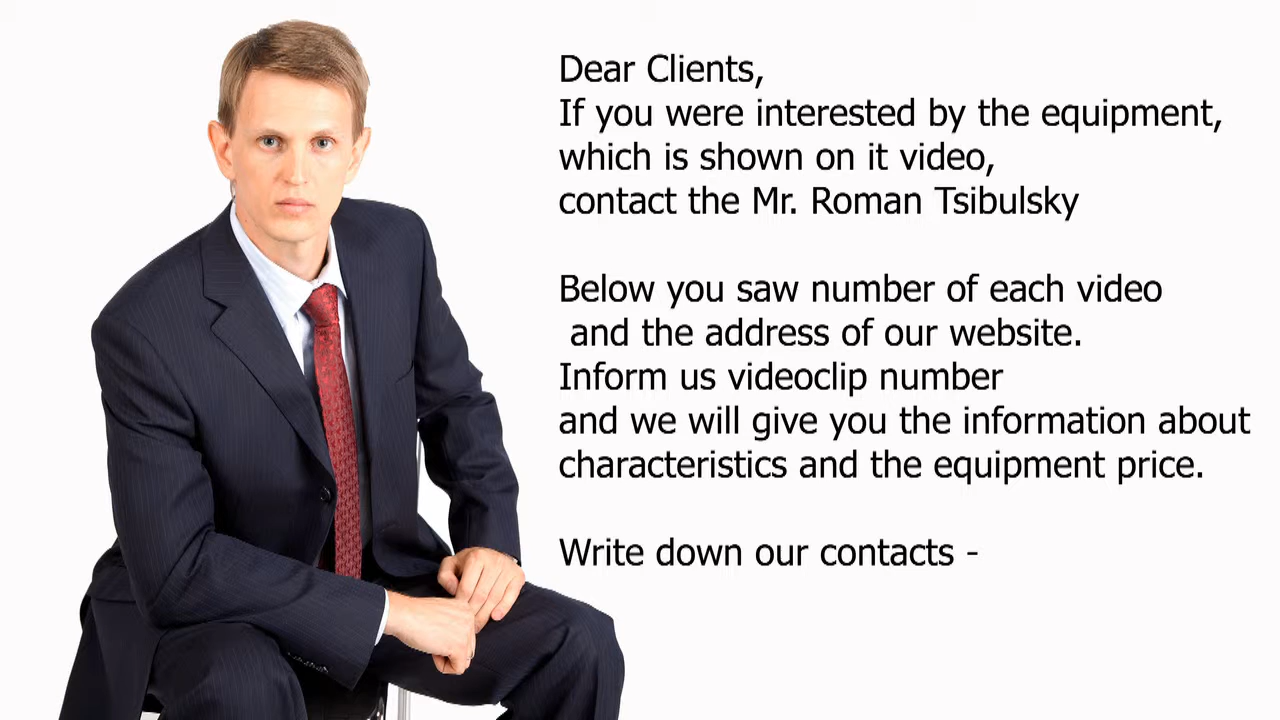 Dear Clients,
If you were interested by the equipment,
which is shown on it video,
contact the Mr. Roman Tsibulsky
Below you saw number of each video
and the address of our website.
Inform us videoclip number
and we will give you the information about
characteristics and the equipment price.
Write down our contacts -